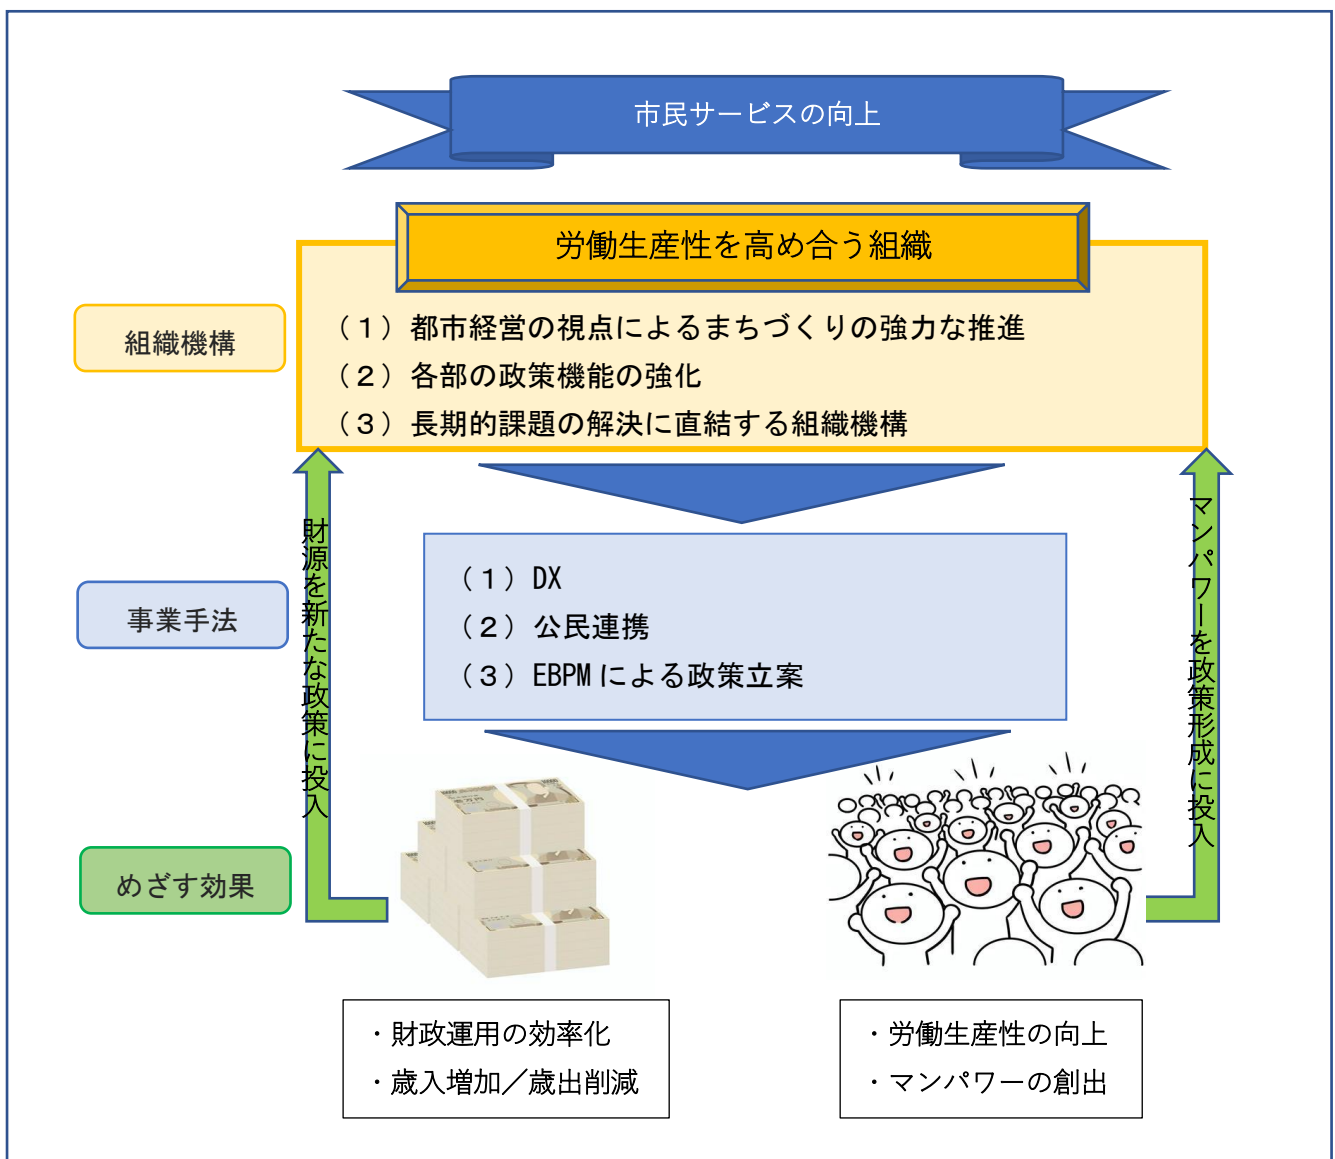 市民サービスの向上
労働生産性を高め合う組織
組織機構
（１）都市経営の視点によるまちづくりの強力な推進
（２）各部の政策機能の強化
（３）長期的課題の解決に直結する組織機構
財源を新たな政策に投入
マンパワーを政策形成に投入
事業手法
（１）DX
（２）公民連携
（３）EBPMによる政策立案
めざす効果
壱万円
・財政運用の効率化
・歳入増加／歳出削減
・労働生産性の向上
・マンパワーの創出